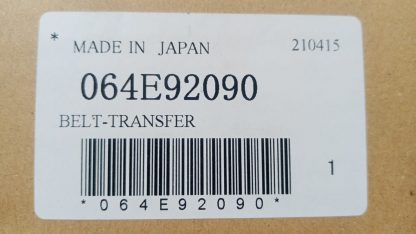 * MADE IN JAPAN 210415
064E92090
BELT-TRANSFER
1
*064E92090*